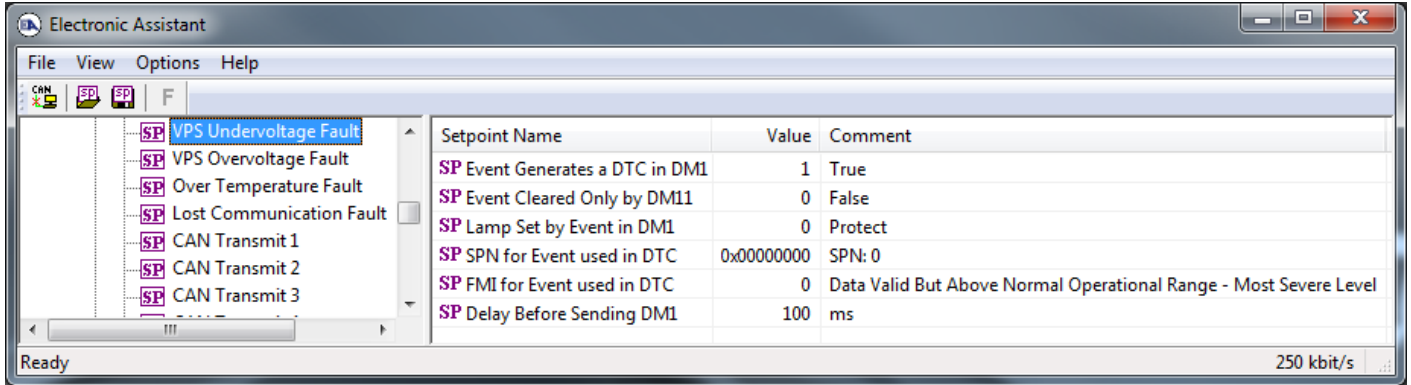 Electronic Assistant
File View Options Help
CAN SP SP F
SP VPS Undervoltage Fault
SP VPS Overvoltage Fault
SP Over Temperature Fault
SP Lost Communication Fault
SP CAN Transmit 1
SP CAN Transmit 2
SP CAN Transmit 3
Setpoint Name Value Comment
SP Event Generates a DTC in DM1 1 True
SP Event Cleared Only by DM11 0 False
SP Lamp Set by Event in DM1 0 Protect
SP SPN for Event used in DTC 0x00000000 SPN: 0
SP FMI for Event used in DTC 0 Data Valid But Above Normal Operational Range - Most Severe Level
SP Delay Before Sending DM1 100 ms
Ready 250 kbit/s